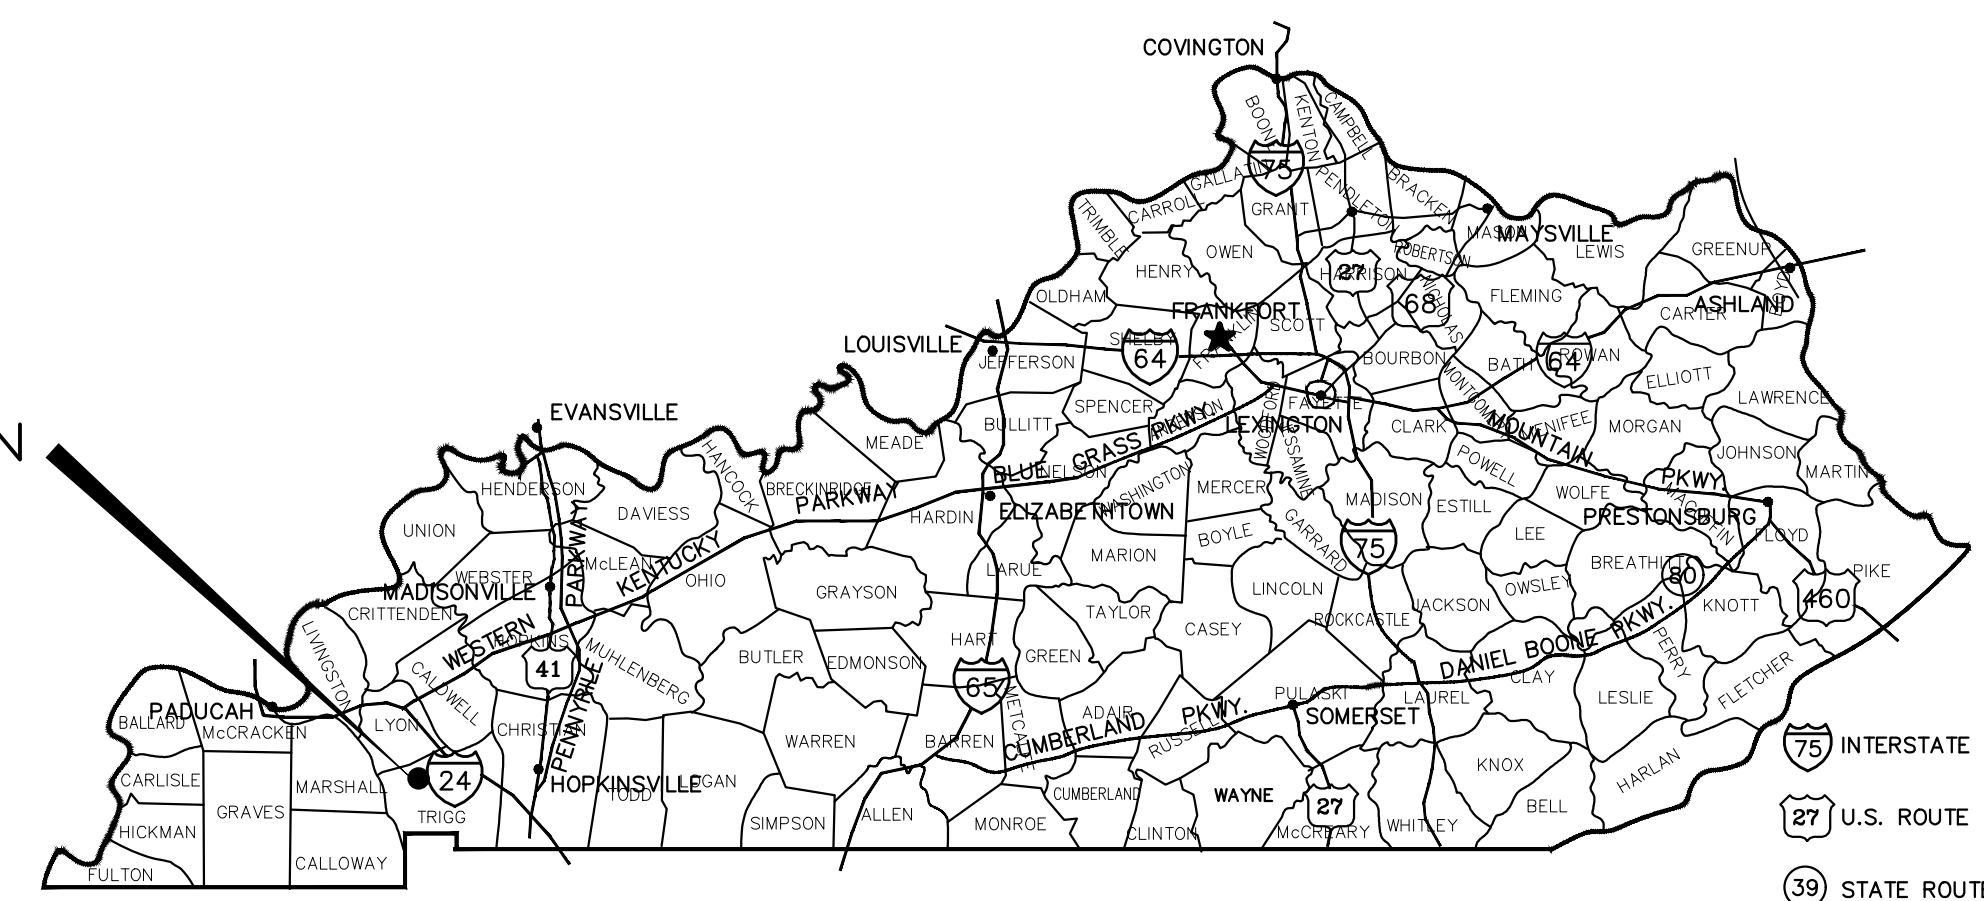 COVINGTON
BOONE
KENTON
CAMPBELL
75
GALLATIN
PENDLETON
BRACKEN
TRIMBLE
CARROLL
GRANT
MASON
MAYSVILLE
OWEN
ROBERTSON
LEWIS
GREENUP
HENRY
HARRISON
27
BOYD
OLDHAM
68
NICHOLAS
FLEMING
ASHLAND
FRANKFORT
FRANKLIN
SCOTT
CARTER
LOUISVILLE
JEFFERSON
SHELBY
64
BOURBON
BATH
64
ROWAN
ELLIOTT
MONTGOMERY
LAWRENCE
EVANSVILLE
SPENCER
ANDERSON
WOODFORD
FAYETTE
LEXINGTON
JESSAMINE
CLARK
MENIFEE
MORGAN
MEADE
BULLITT
BLUE GRASS PKWY.
MOUNTAIN PKWY.
JOHNSON
MARTIN
HANCOCK
BRECKINRIDGE
NELSON
WASHINGTON
MERCER
POWELL
WOLFE
MAGOFFIN
HENDERSON
DAVIESS
HARDIN
ELIZABETHTOWN
MADISON
ESTILL
PRESTONSBURG
FLOYD
UNION
WESTERN KENTUCKY PARKWAY
MARION
BOYLE
GARRARD
75
LEE
BREATHITT
80
PIKE
N
WEBSTER
MADISONVILLE
McLEAN
OHIO
GRAYSON
LARUE
LINCOLN
OWSLEY
KNOTT
460
CRITTENDEN
TAYLOR
ROCKCASTLE
JACKSON
LIVINGSTON
HOPKINS
41
PENNYRILE PARKWAY
MUHLENBERG
BUTLER
EDMONSON
HART
GREEN
CASEY
DANIEL BOONE PKWY.
PERRY
FLETCHER
CALDWELL
65
METCALFE
PULASKI
LAUREL
CLAY
LESLIE
PADUCAH
BALLARD
McCRACKEN
LYON
CHRISTIAN
WARREN
BARREN
ADAIR
CUMBERLAND PKWY.
RUSSELL
SOMERSET
HARLAN
CARLISLE
MARSHALL
24
HOPKINSVILLE
TODD
LOGAN
ALLEN
CUMBERLAND
WAYNE
27
KNOX
BELL
GRAVES
TRIGG
SIMPSON
MONROE
CLINTON
McCREARY
WHITLEY
HICKMAN
CALLOWAY
FULTON
75 INTERSTATE
27 U.S. ROUTE
39 STATE ROUTE